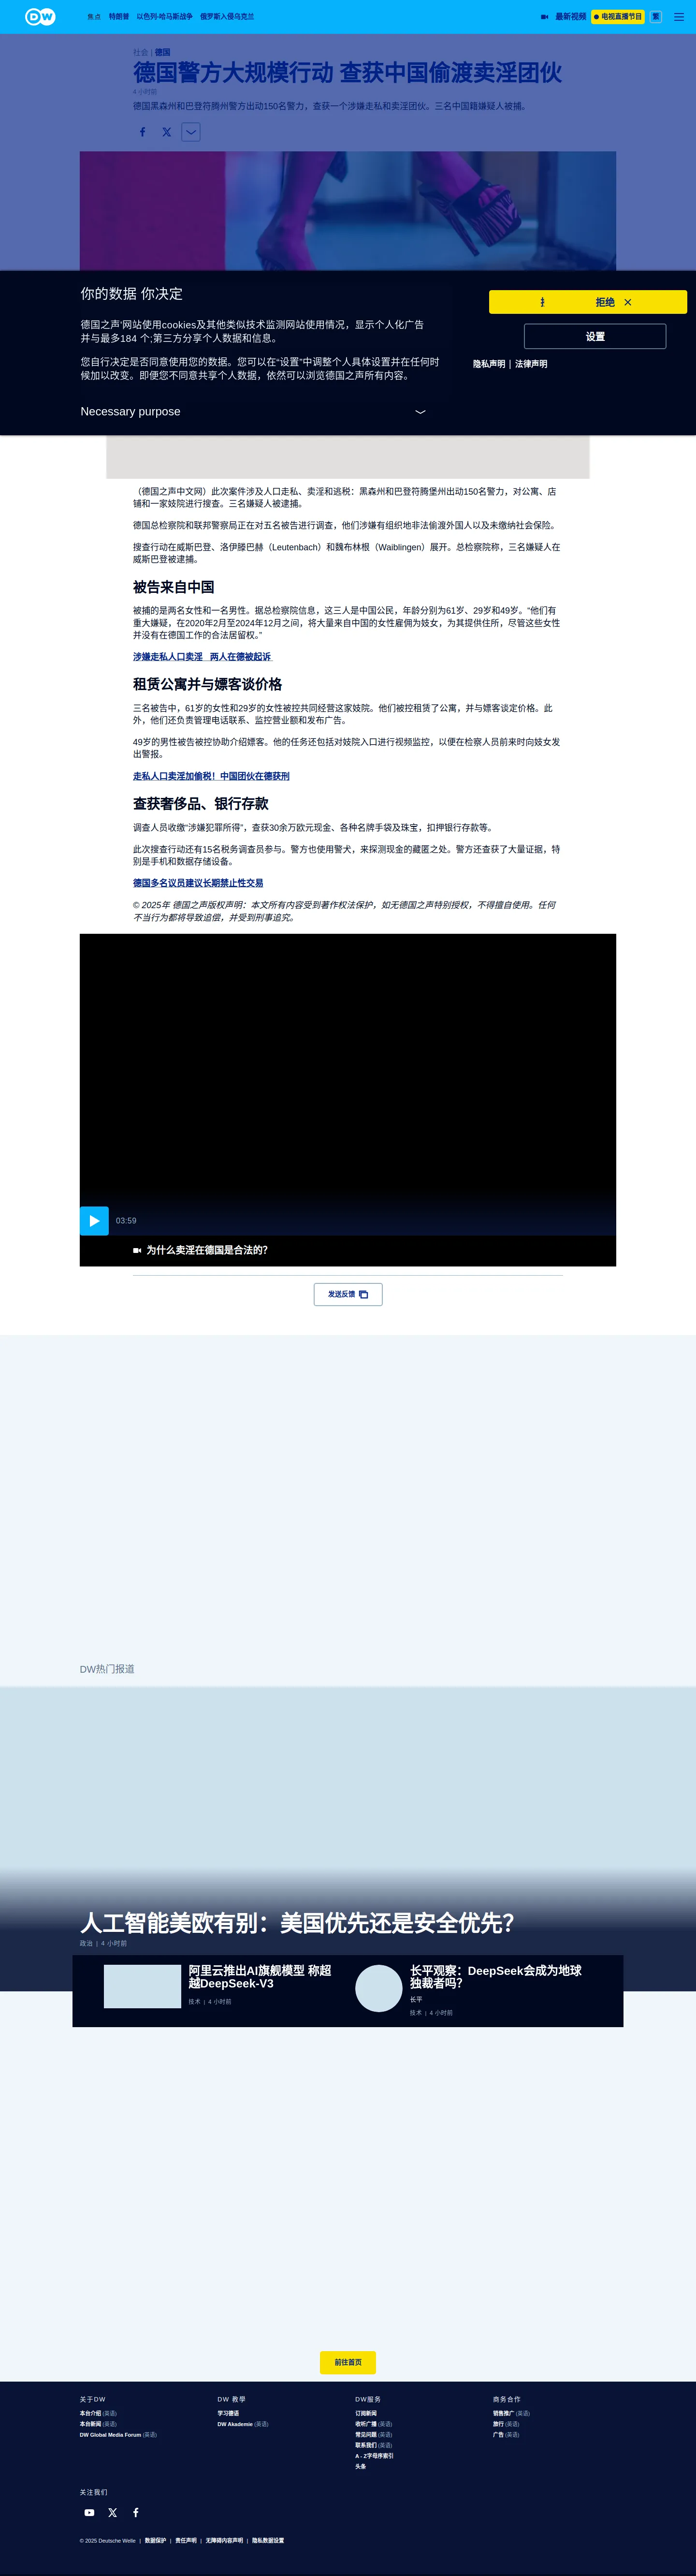 DW
焦点 特朗普 以色列-哈马斯战争 俄罗斯入侵乌克兰
最新视频 电视直播节目 繁
社会 | 德国
德国警方大规模行动 查获中国偷渡卖淫团伙
4 小时前
德国黑森州和巴登符腾州警方出动150名警力，查获一个涉嫌走私和卖淫团伙。三名中国籍嫌疑人被捕。
你的数据 你决定
德国之声'网站使用cookies及其他类似技术监测网站使用情况，显示个人化广告
并与最多184 个;第三方分享个人数据和信息。
您自行决定是否同意使用您的数据。您可以在“设置”中调整个人具体设置并在任何时
候加以改变。即便您不同意共享个人数据，依然可以浏览德国之声所有内容。
Necessary purpose
拒绝
设置
隐私声明 | 法律声明
（德国之声中文网）此次案件涉及人口走私、卖淫和逃税：黑森州和巴登符腾堡州出动150名警力，对公寓、店
铺和一家妓院进行搜查。三名嫌疑人被逮捕。
德国总检察院和联邦警察局正在对五名被告进行调查，他们涉嫌有组织地非法偷渡外国人以及未缴纳社会保险。
搜查行动在威斯巴登、洛伊滕巴赫（Leutenbach）和魏布林根（Waiblingen）展开。总检察院称，三名嫌疑人在
威斯巴登被逮捕。
被告来自中国
被捕的是两名女性和一名男性。据总检察院信息，这三人是中国公民，年龄分别为61岁、29岁和49岁。“他们有
重大嫌疑，在2020年2月至2024年12月之间，将大量来自中国的女性雇佣为妓女，为其提供住所，尽管这些女性
并没有在德国工作的合法居留权。”
涉嫌走私人口卖淫 两人在德被起诉
租赁公寓并与嫖客谈价格
三名被告中，61岁的女性和29岁的女性被控共同经营这家妓院。他们被控租赁了公寓，并与嫖客谈定价格。此
外，他们还负责管理电话联系、监控营业额和发布广告。
49岁的男性被告被控协助介绍嫖客。他的任务还包括对妓院入口进行视频监控，以便在检察人员前来时向妓女发
出警报。
走私人口卖淫加偷税！中国团伙在德获刑
查获奢侈品、银行存款
调查人员收缴“涉嫌犯罪所得”，查获30余万欧元现金、各种名牌手袋及珠宝，扣押银行存款等。
此次搜查行动还有15名税务调查员参与。警方也使用警犬，来探测现金的藏匿之处。警方还查获了大量证据，特
别是手机和数据存储设备。
德国多名议员建议长期禁止性交易
© 2025年 德国之声版权声明：本文所有内容受到著作权法保护，如无德国之声特别授权，不得擅自使用。任何
不当行为都将导致追偿，并受到刑事追究。
03:59
为什么卖淫在德国是合法的？
发送反馈
DW热门报道
人工智能美欧有别：美国优先还是安全优先？
政治 | 4 小时前
阿里云推出AI旗舰模型 称超
越DeepSeek-V3
技术 | 4 小时前
长平观察：DeepSeek会成为地球
独裁者吗？
长平
技术 | 4 小时前
前往首页
关于DW
本台介绍 (英语)
本台新闻 (英语)
DW Global Media Forum (英语)
DW 教學
学习德语
DW Akademie (英语)
DW服务
订阅新闻
收听广播 (英语)
常见问题 (英语)
联系我们 (英语)
A - Z字母序索引
头条
商务合作
销售推广 (英语)
旅行 (英语)
广告 (英语)
关注我们
© 2025 Deutsche Welle | 数据保护 | 责任声明 | 无障碍内容声明 | 隐私数据设置